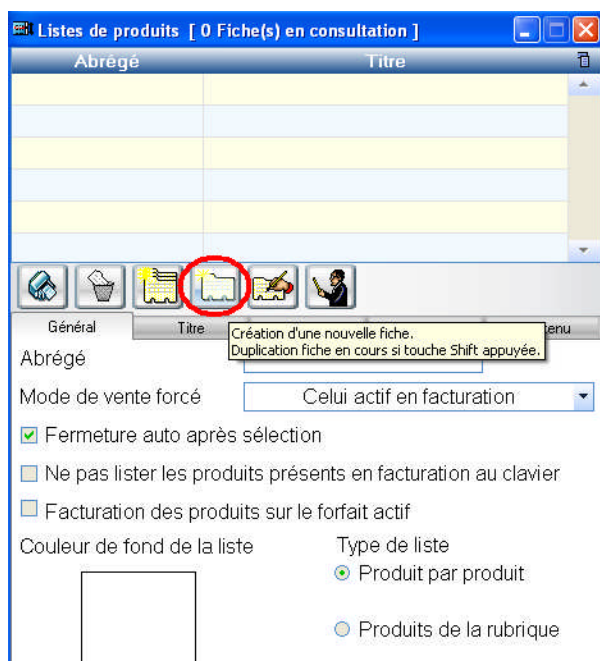 Listes de produits [ 0 Fiche(s) en consultation ]
Abrégé Titre
Général Titre enu
Création d'une nouvelle fiche.
Duplication fiche en cours si touche Shift appuyée.
Abrégé
Mode de vente forcé Celui actif en facturation
Fermeture auto après sélection
Ne pas lister les produits présents en facturation au clavier
Facturation des produits sur le forfait actif
Couleur de fond de la liste Type de liste
Produit par produit
Produits de la rubrique